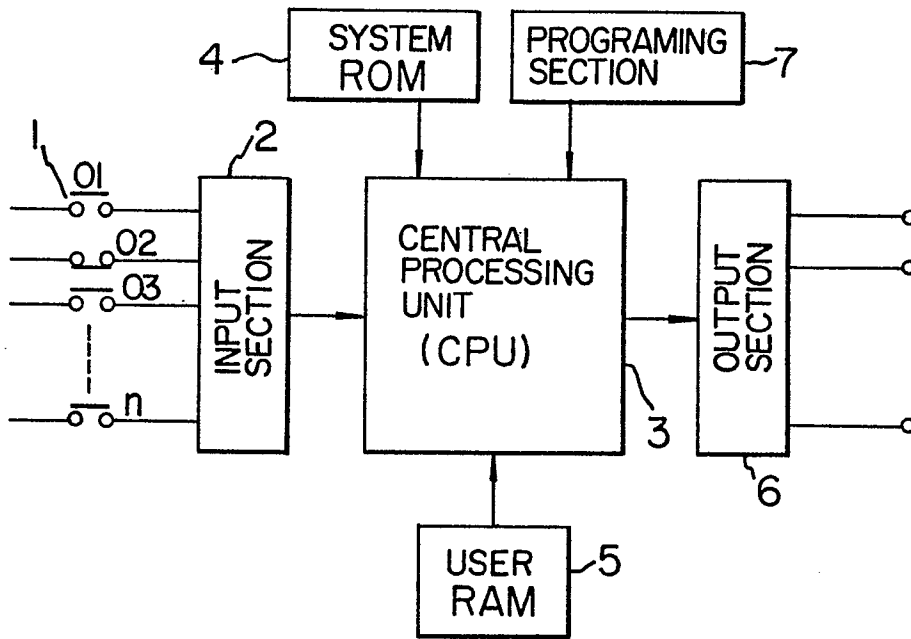 4
SYSTEM
ROM
PROGRAMING
SECTION
7
1
01
02
03
n
2
INPUT
SECTION
CENTRAL
PROCESSING
UNIT
(CPU)
3
OUTPUT
SECTION
6
USER
RAM
5